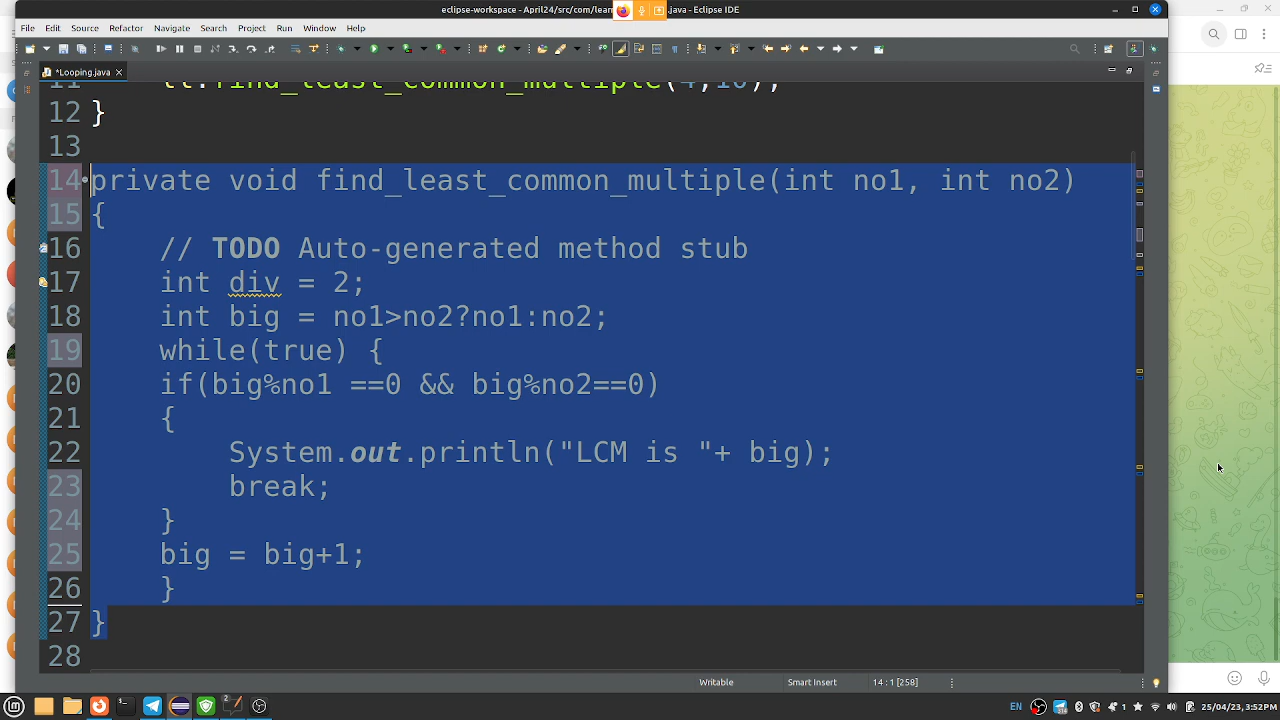 eclipse-workspace - April24/src/com/lear java - Eclipse IDE
File Edit Source Refactor Navigate Search Project Run Window Help
*Looping.java
12 }
13
14 private void find_least_common_multiple(int no1, int no2)
15 {
16 // TODO Auto-generated method stub
17 int div = 2;
18 int big = no1>no2?no1:no2;
19 while(true) {
20 if(big%no1 ==0 && big%no2==0)
21 {
22 System.out.println("LCM is "+ big);
23 break;
24 }
25 big = big+1;
26 }
27 }
28
Writable Smart Insert 14 : 1 [258]
EN 1 25/04/23, 3:52PM